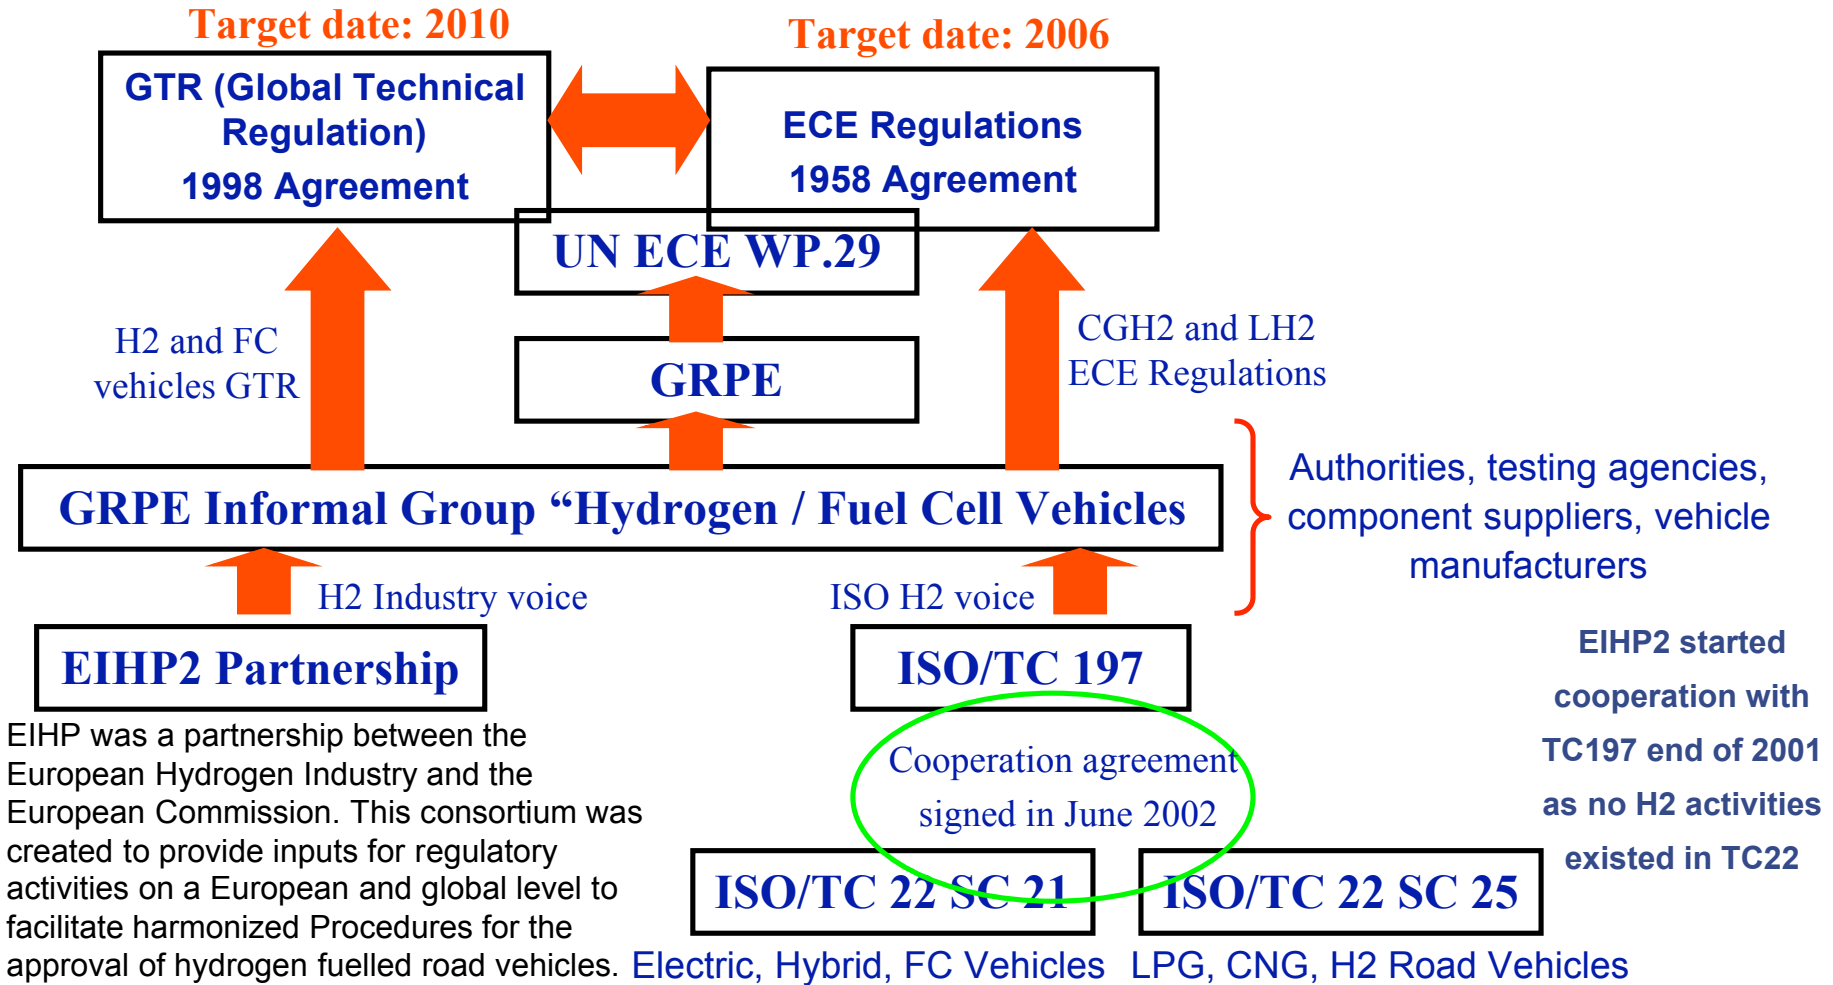 Target date: 2010
Target date: 2006
GTR (Global Technical
Regulation)
1998 Agreement
ECE Regulations
1958 Agreement
UN ECE WP.29
H2 and FC
vehicles GTR
CGH2 and LH2
ECE Regulations
GRPE
GRPE Informal Group “Hydrogen / Fuel Cell Vehicles
Authorities, testing agencies,
component suppliers, vehicle
manufacturers
H2 Industry voice
ISO H2 voice
EIHP2 Partnership
ISO/TC 197
EIHP2 started
cooperation with
TC197 end of 2001
as no H2 activities
existed in TC22
EIHP was a partnership between the
European Hydrogen Industry and the
European Commission. This consortium was
created to provide inputs for regulatory
activities on a European and global level to
facilitate harmonized Procedures for the
approval of hydrogen fuelled road vehicles.
Cooperation agreement
signed in June 2002
ISO/TC 22 SC 21
ISO/TC 22 SC 25
Electric, Hybrid, FC Vehicles
LPG, CNG, H2 Road Vehicles